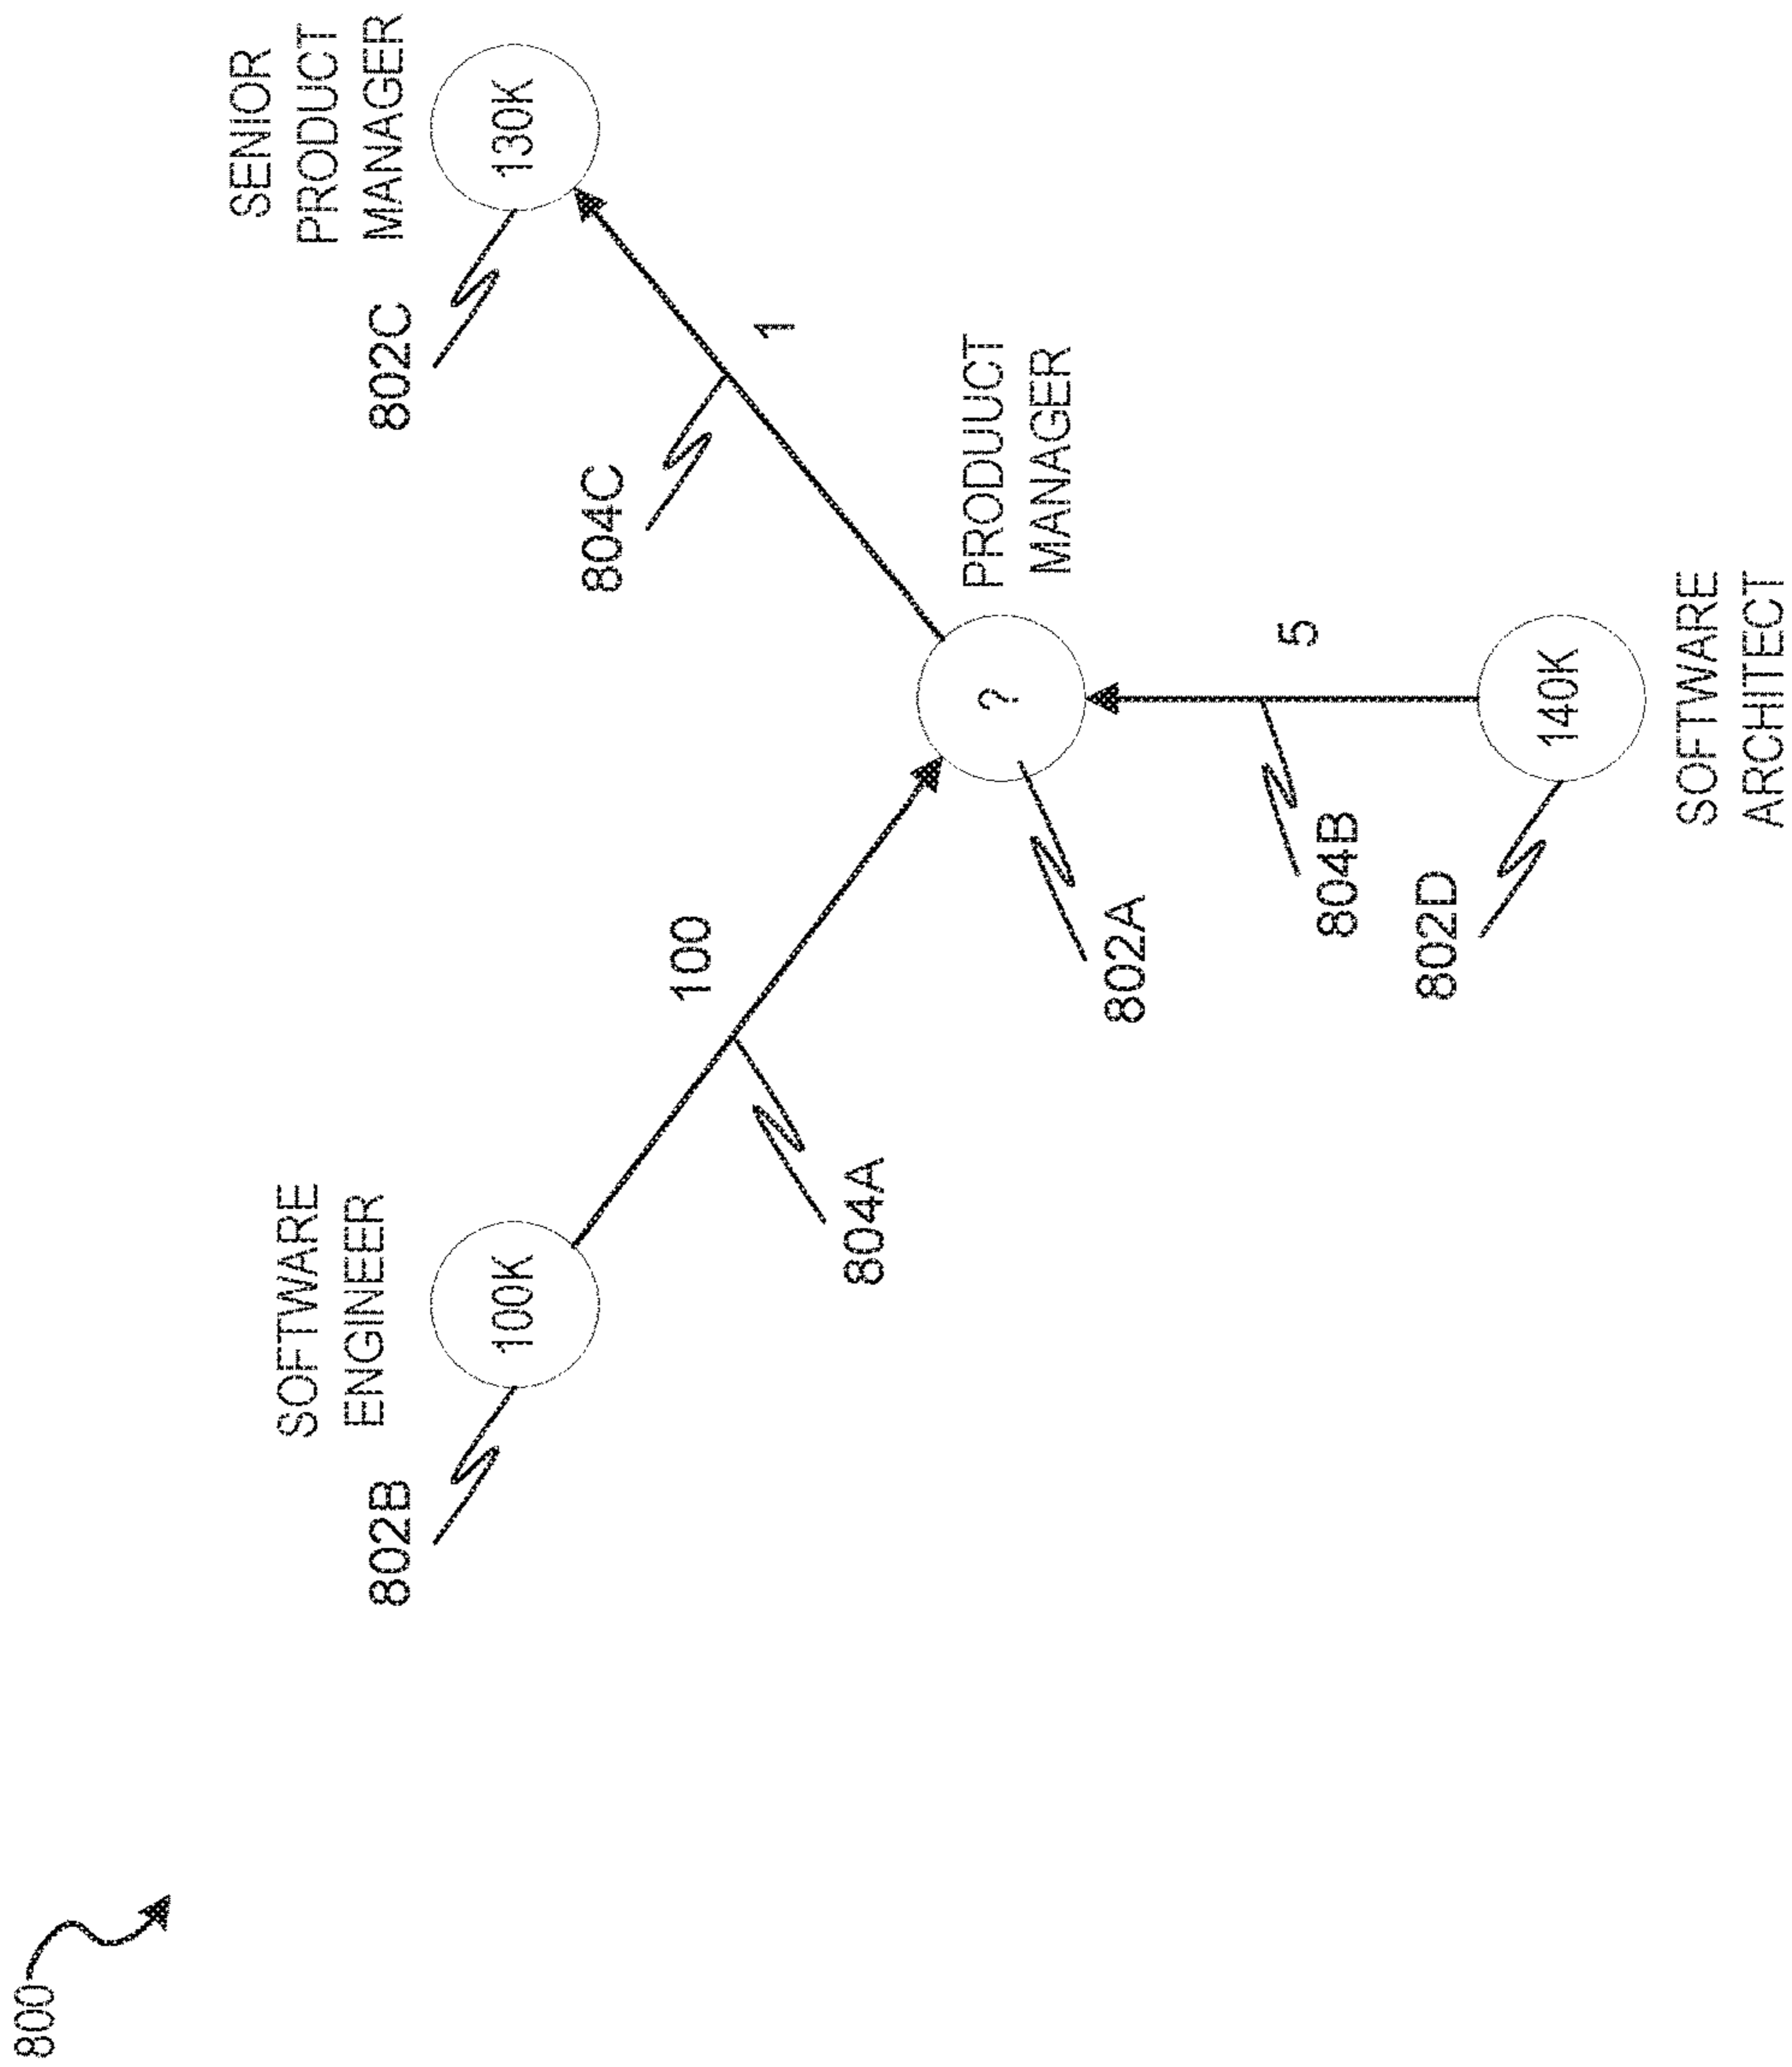 800
SOFTWARE
ENGINEER
802B
100K
SENIOR
PRODUCT
MANAGER
802C
130K
804C
100
1
804A
PRODUCT
MANAGER
?
802A
5
804B
802D
140K
SOFTWARE
ARCHITECT